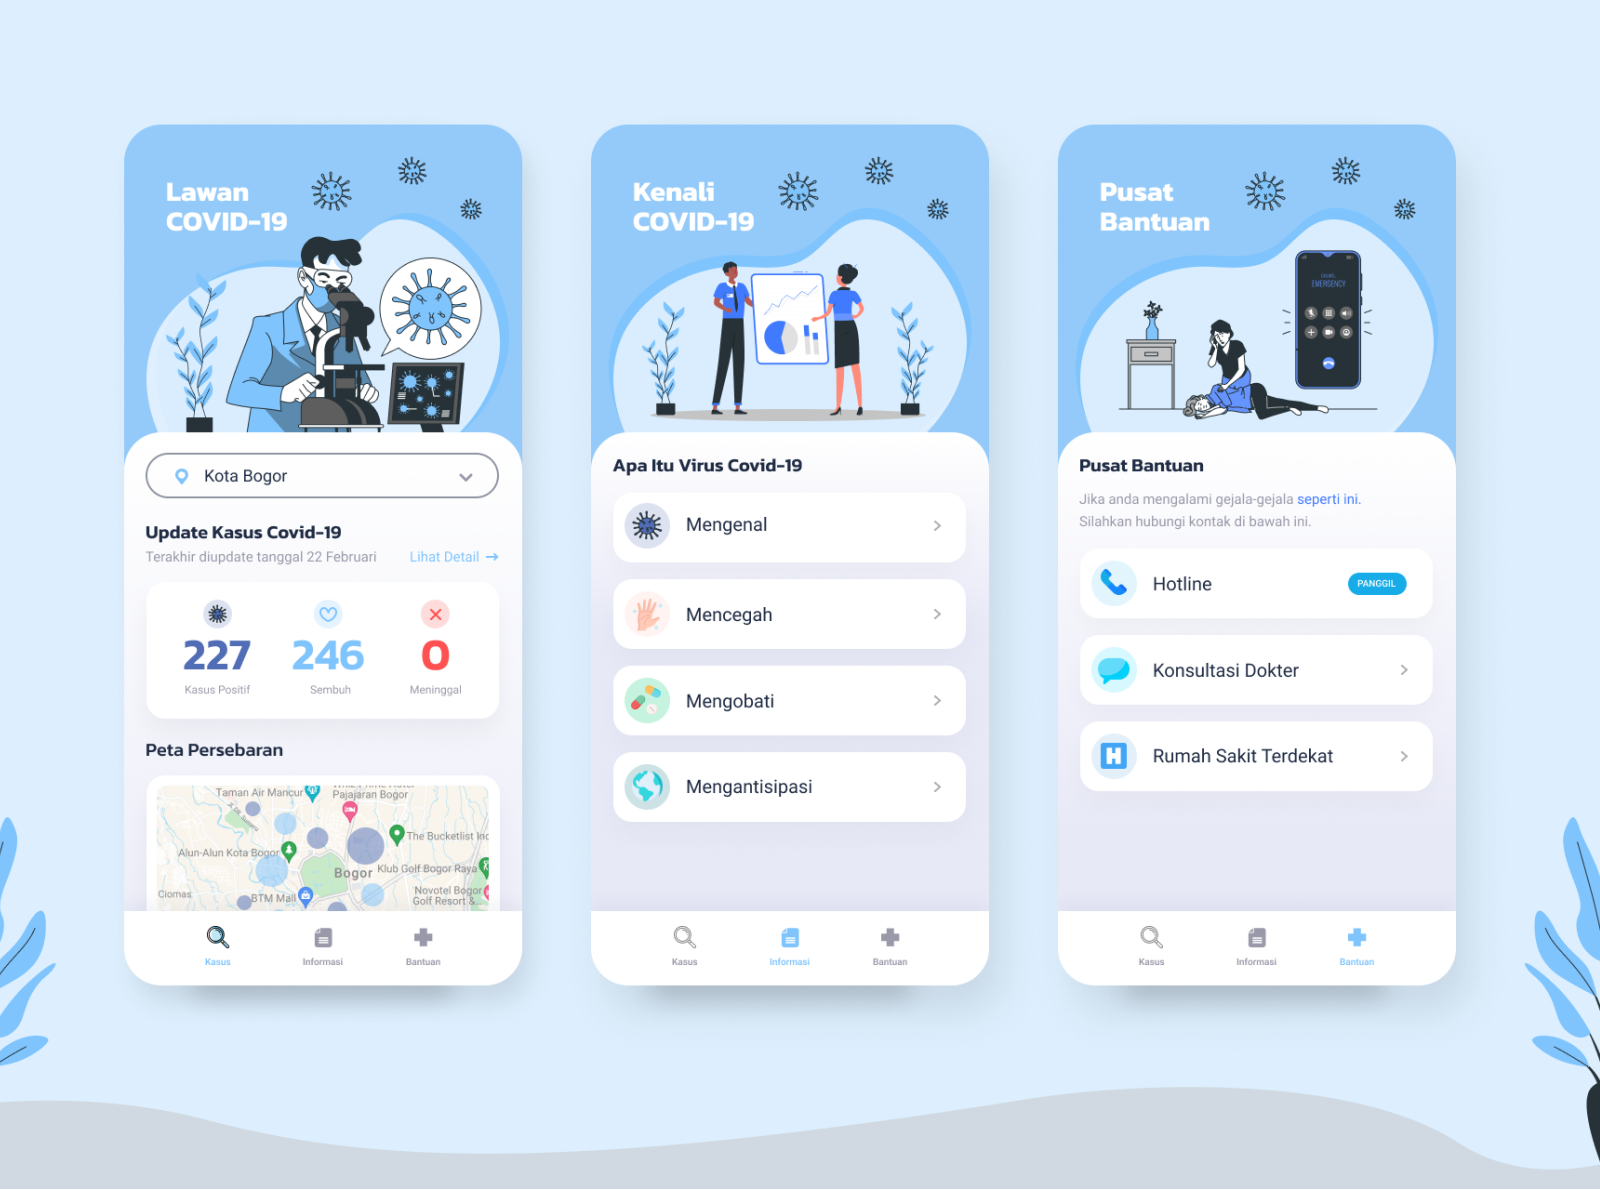 Lawan
COVID-19
Kota Bogor
Update Kasus Covid-19
Terakhir diupdate tanggal 22 Februari
Lihat Detail →
227
Kasus Positif
246
Sembuh
0
Meninggal
Peta Persebaran
Taman Air Mancur
Pajajaran Bogor
The Bucketlist Ind
Alun-Alun Kota Bogor
Klub Golf Bogor Raya
Bogor
Ciomas
BTM Mall
Novotel Bogor
Golf Resort &...
Kasus
Informasi
Bantuan
Kenali
COVID-19
Apa Itu Virus Covid-19
Mengenal
Mencegah
Mengobati
Mengantisipasi
Kasus
Informasi
Bantuan
Pusat
Bantuan
EMERGENCY
Pusat Bantuan
Jika anda mengalami gejala-gejala seperti ini.
Silahkan hubungi kontak di bawah ini.
Hotline
PANGGIL
Konsultasi Dokter
H
Rumah Sakit Terdekat
Kasus
Informasi
Bantuan